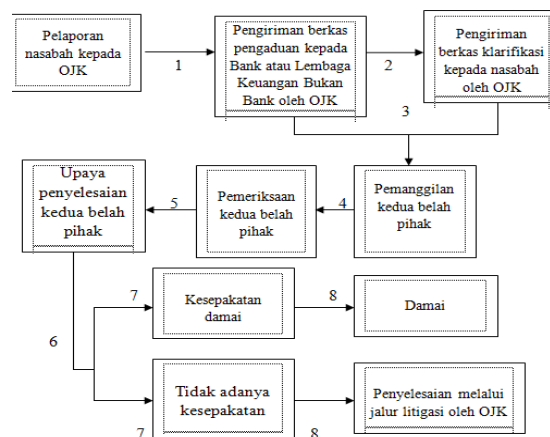 Pelaporan
nasabah kepada
OJK
1
Pengiriman berkas
pengaduan kepada
Bank atau Lembaga
Keuangan Bukan
Bank oleh OJK
2
Pengiriman
berkas klarifikasi
kepada nasabah
oleh OJK
3
Upaya
penyelesaian
kedua belah
pihak
5
Pemeriksaan
kedua belah
pihak
4
Pemanggilan
kedua belah
pihak
6
7
Kesepakatan
damai
8
Damai
7
Tidak adanya
kesepakatan
8
Penyelesaian melalui
jalur litigasi oleh OJK